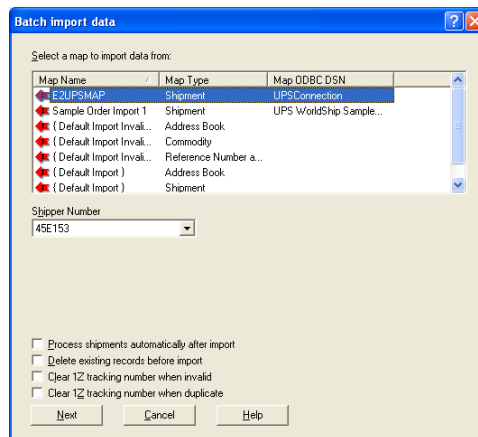 Batch import data
Select a map to import data from:
Map Name Map Type Map ODBC DSN
E2UPSMAP Shipment UPSConnection
Sample Order Import 1 Shipment UPS WorldShip Sample...
{ Default Import Invali... Address Book
{ Default Import Invali... Commodity
{ Default Import Invali... Reference Number a...
{ Default Import } Address Book
{ Default Import } Shipment
Shipper Number
45E153
Process shipments automatically after import
Delete existing records before import
Clear 1Z tracking number when invalid
Clear 1Z tracking number when duplicate
Next Cancel Help